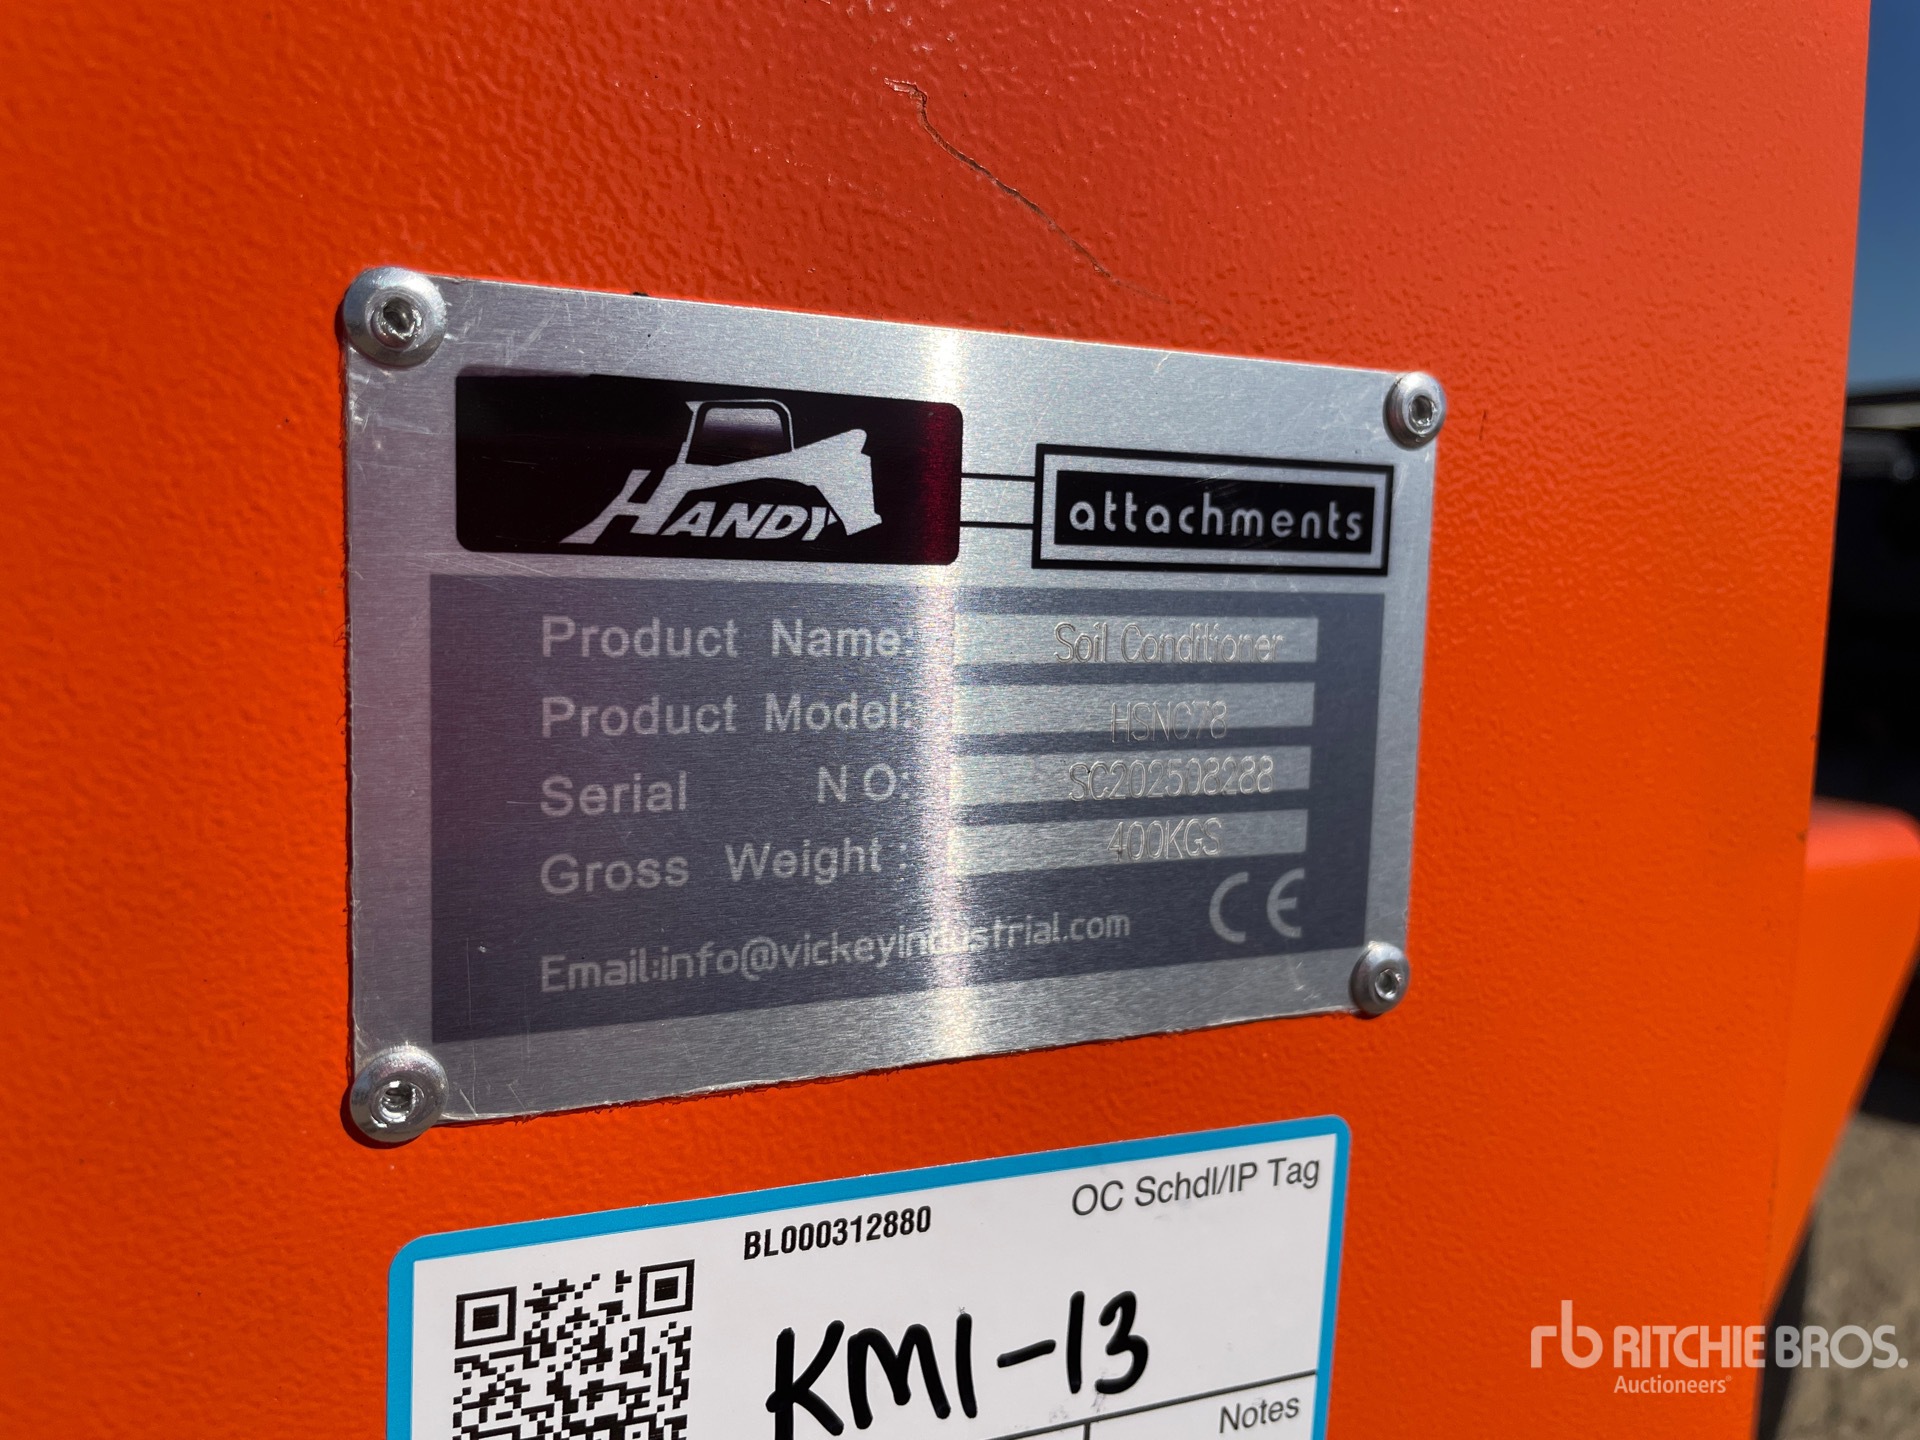 HANDY
attachments
Product Name: Soil Conditioner
Product Model: HSNC78
Serial NO: SC202508288
Gross Weight: 400KGS
Email:info@vickeyindustrial.com
CE
OC Schdl/IP Tag
BL000312880
KM1-13
Notes
rb RITCHIE BROS.
Auctioneers